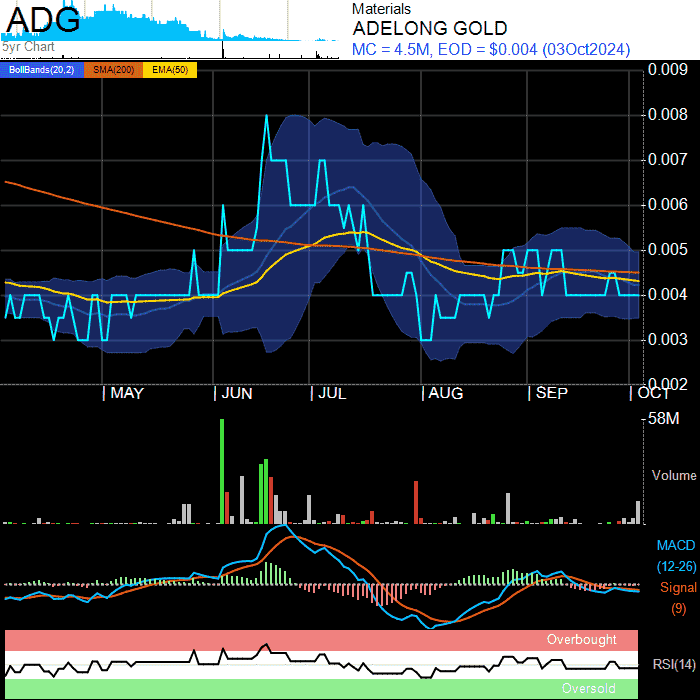 ADG
5yr Chart
Materials
ADELONG GOLD
MC = 4.5M, EOD = $0.004 (03Oct2024)
BollBands(20,2) SMA(200) EMA(50)
0.009
0.008
0.007
0.006
0.005
0.004
0.003
0.002
MAY JUN JUL AUG SEP OCT
58M
Volume
MACD
(12-26)
Signal
(9)
Overbought
RSI(14)
Oversold